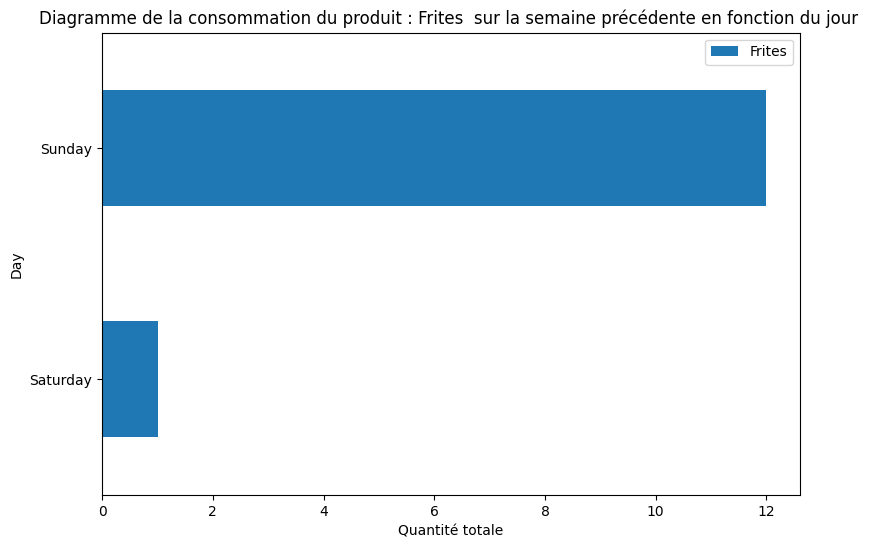 Diagramme de la consommation du produit : Frites  sur la semaine précédente en fonction du jour
Frites
Sunday
Day
Saturday
0 2 4 6 8 10 12
Quantité totale